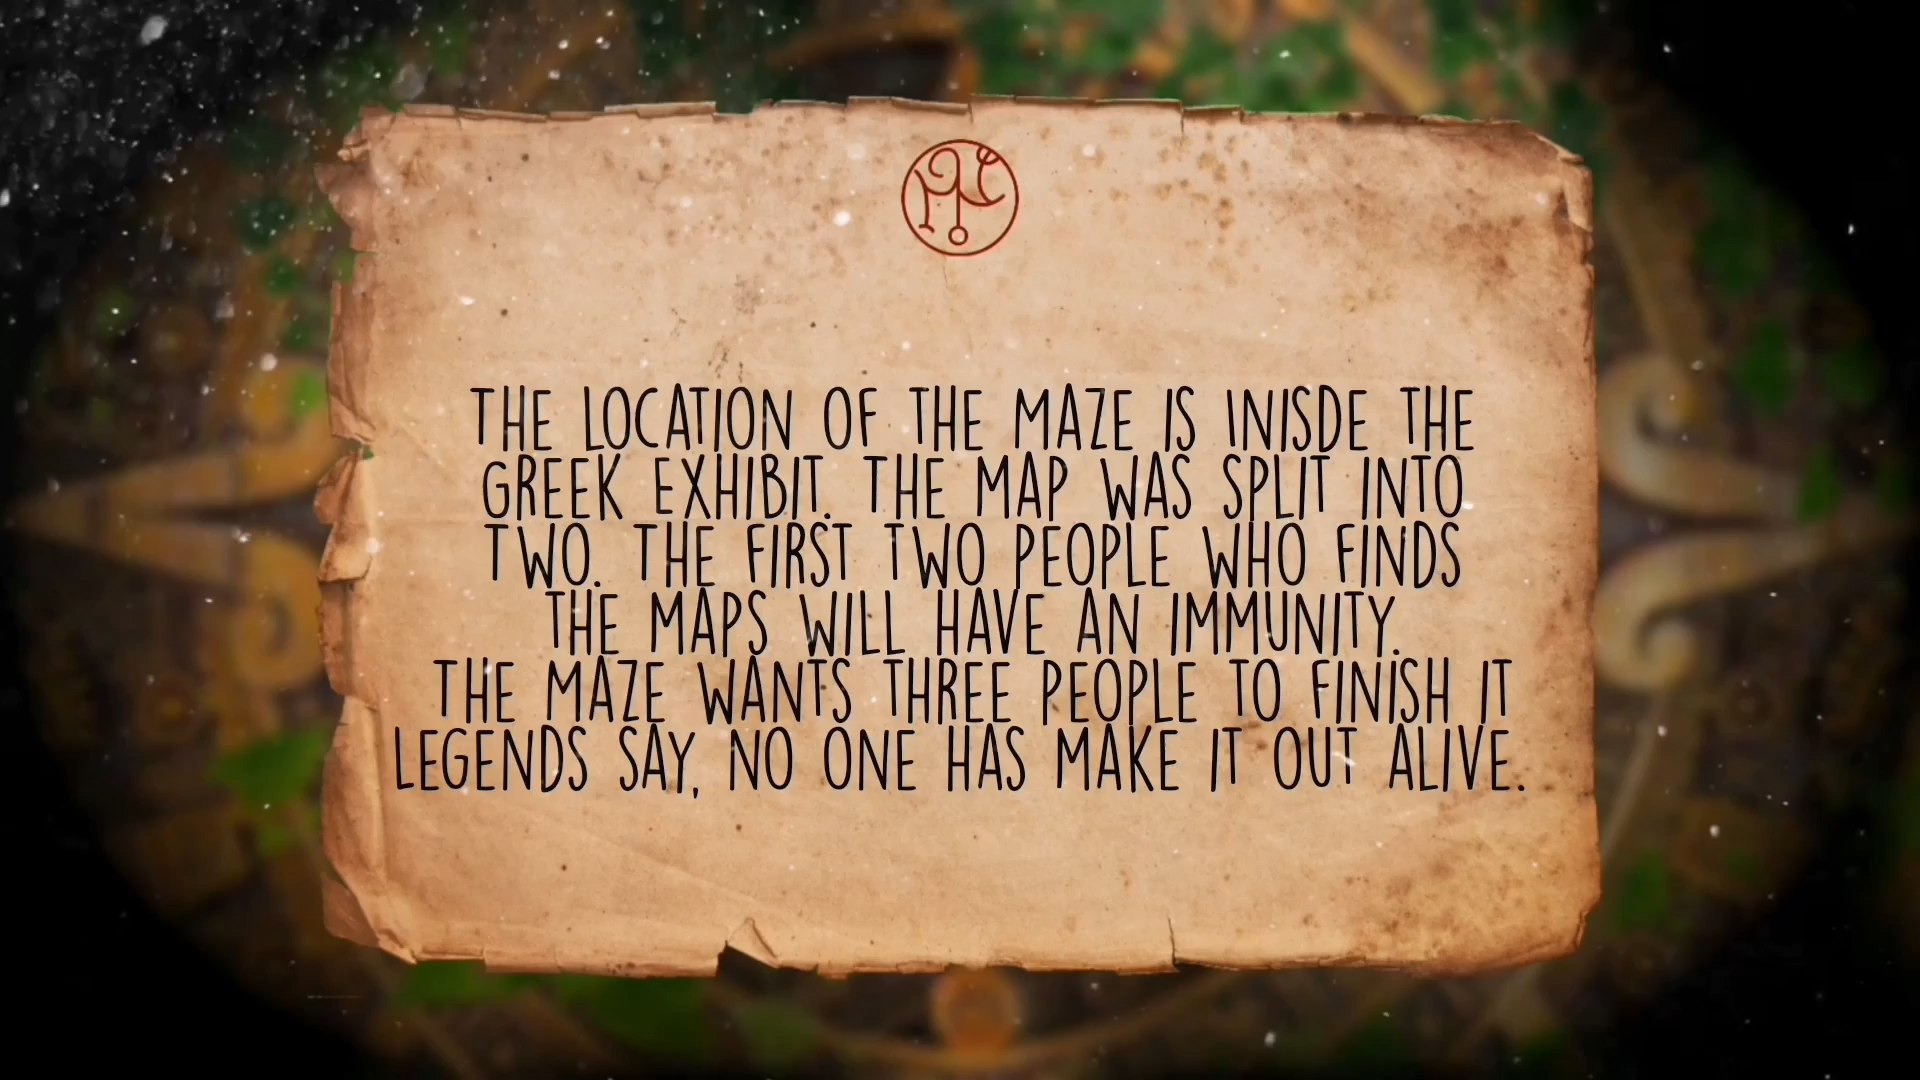 THE LOCATION OF THE MAZE IS INISDE THE
GREEK EXHIBIT. THE MAP WAS SPLIT INTO
TWO. THE FIRST TWO PEOPLE WHO FINDS
THE MAPS WILL HAVE AN IMMUNITY.
THE MAZE WANTS THREE PEOPLE TO FINISH IT
LEGENDS SAY, NO ONE HAS MAKE IT OUT ALIVE.